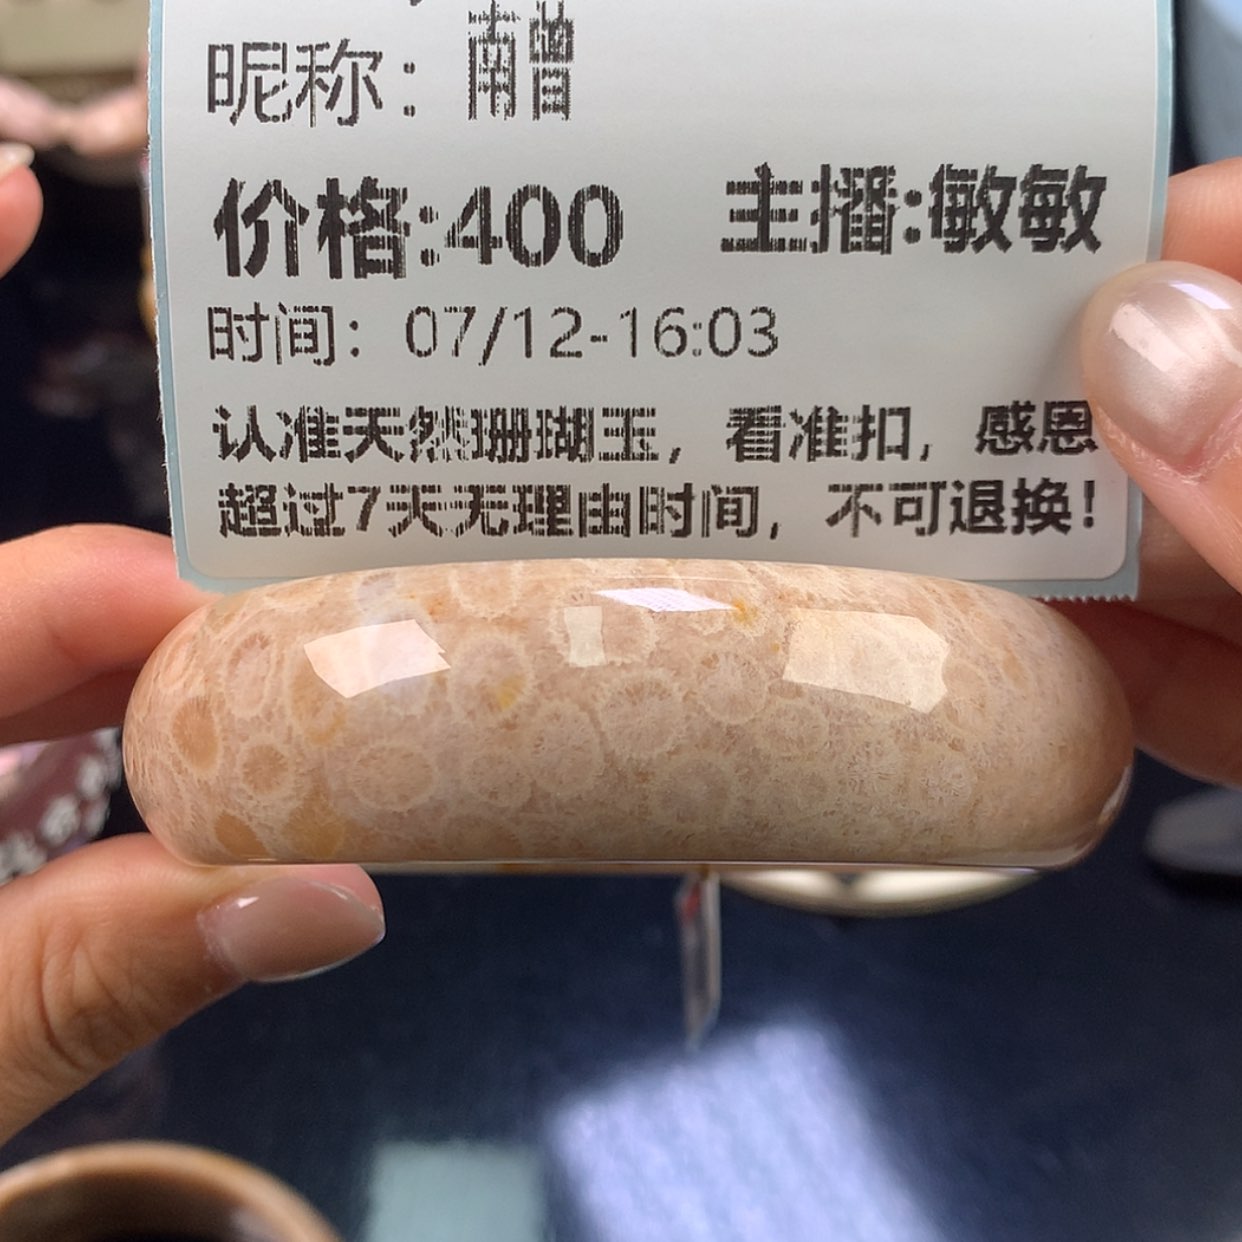 昵称：南曾
价格:400 主播:敏敏
时间：07/12-16:03
认准天然珊瑚玉，看准扣，感恩
超过7天无理由时间，不可退换！